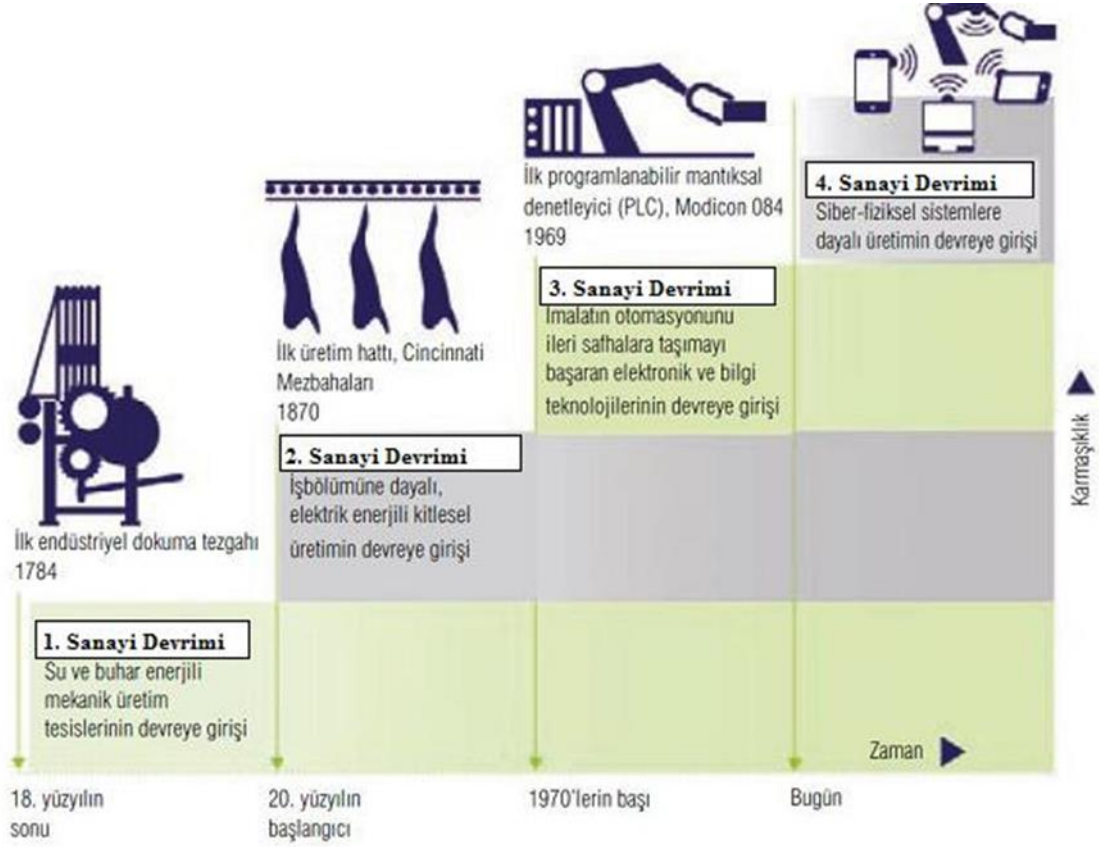 İlk endüstriyel dokuma tezgahı
1784
1. Sanayi Devrimi
Su ve buhar enerjili
mekanik üretim
tesislerinin devreye girişi
18. yüzyılın
sonu
İlk üretim hattı, Cincinnati
Mezbahaları
1870
2. Sanayi Devrimi
İşbölümüne dayalı,
elektrik enerjili kitlesel
üretimin devreye girişi
20. yüzyılın
başlangıcı
İlk programlanabilir mantıksal
denetleyici (PLC), Modicon 084
1969
3. Sanayi Devrimi
İmalatın otomasyonunu
ileri safhalara taşımayı
başaran elektronik ve bilgi
teknolojilerinin devreye girişi
1970'lerin başı
4. Sanayi Devrimi
Siber-fiziksel sistemlere
dayalı üretimin devreye girişi
Bugün
Zaman
Karmaşıklık